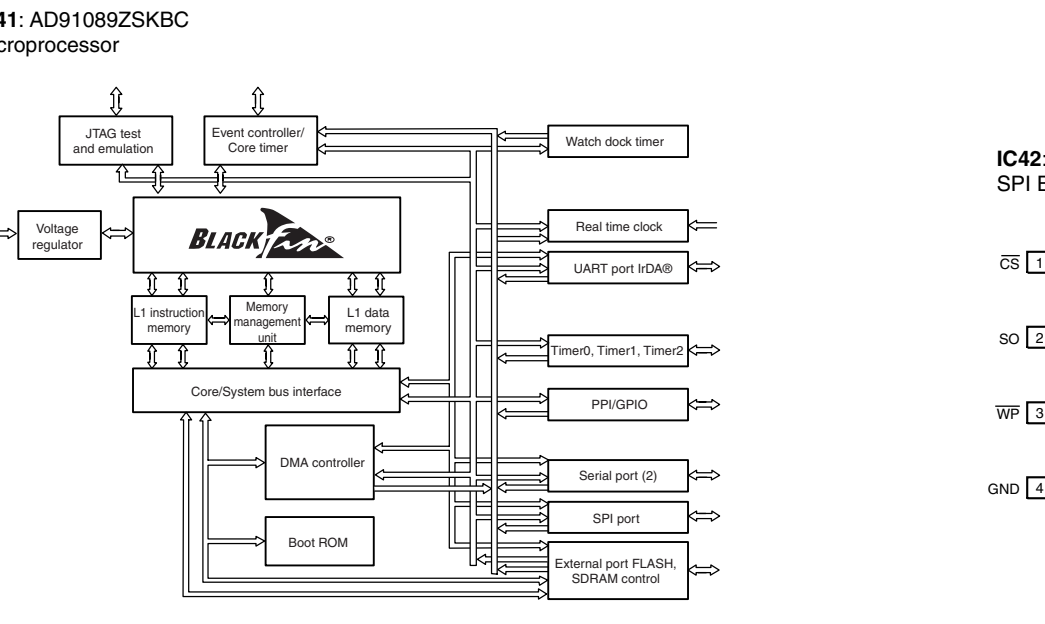 41: AD91089ZSKBC
croprocessor
JTAG test
and emulation
Event controller/
Core timer
Watch dock timer
IC42:
SPI E
Voltage
regulator
BLACKfin®
Real time clock
UART port IrDA®
CS 1
L1 instruction
memory
Memory
management
unit
L1 data
memory
SO 2
Timer0, Timer1, Timer2
Core/System bus interface
PPI/GPIO
WP 3
DMA controller
Serial port (2)
GND 4
SPI port
Boot ROM
External port FLASH,
SDRAM control